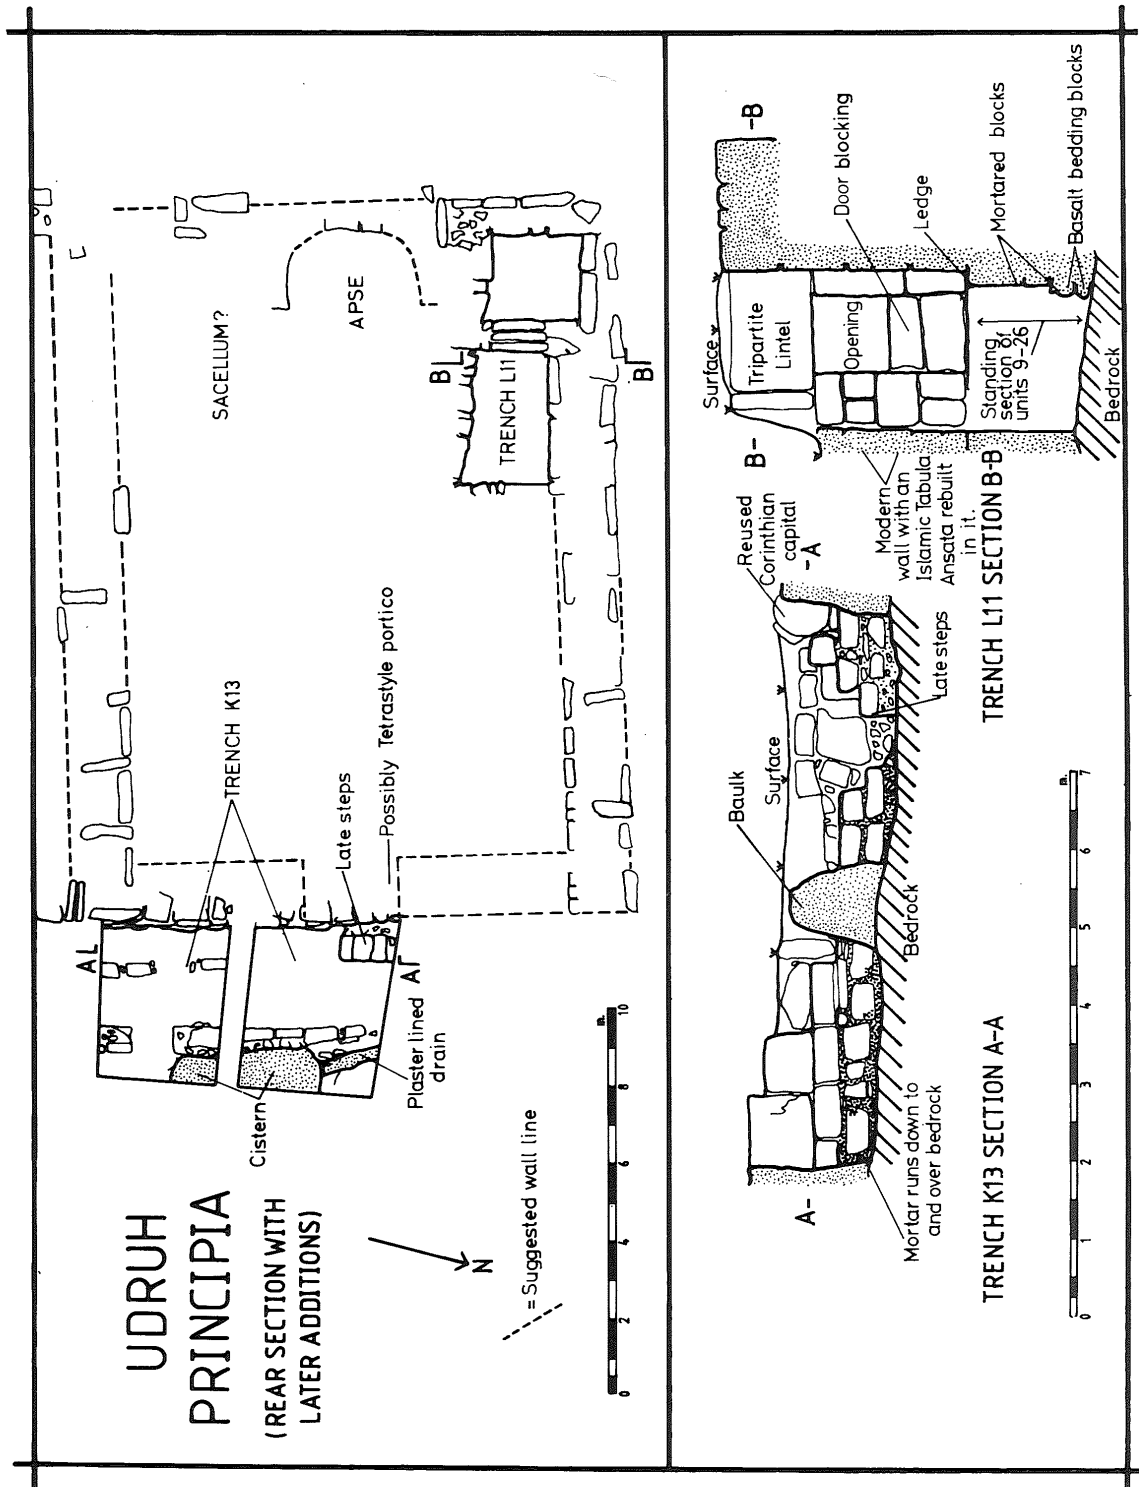 UDRUH
PRINCIPIA
(REAR SECTION WITH
LATER ADDITIONS)
N
= Suggested wall line
0 2 4 6 8 10
m.
Cistern
Plaster lined
drain
A
A
Late steps
Possibly Tetrastyle portico
TRENCH K13
SACELLUM?
APSE
TRENCH L11
B
B
A-
Mortar runs down to
and over bedrock
Bedrock
Baulk
Surface
Late steps
Reused
Corinthian
capital
-A
TRENCH K13 SECTION A-A
0 1 2 3 4 5 6 7
m.
B-
Surface
Tripartite
Lintel
Opening
-B
Door blocking
Ledge
Mortared blocks
Basalt bedding blocks
Standing
section of
units 9-26
Bedrock
Modern
wall with an
Islamic Tabula
Ansata rebuilt
in it.
TRENCH L11 SECTION B-B